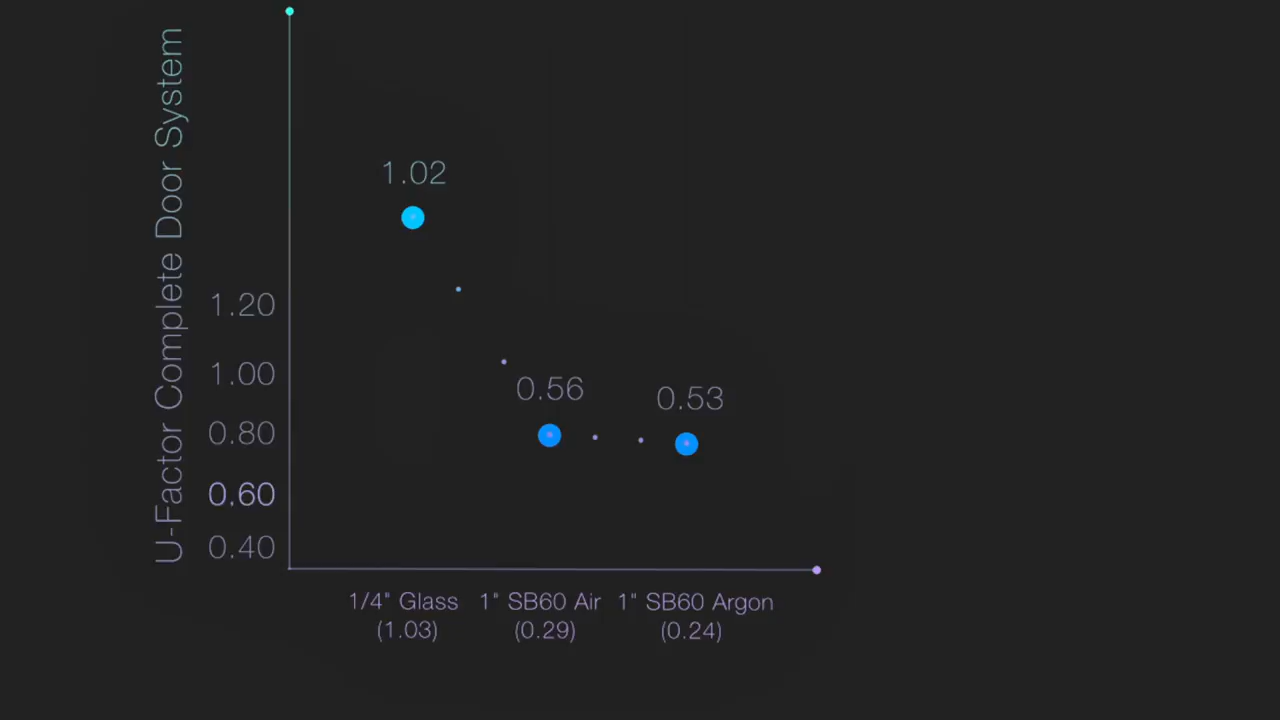 U-Factor Complete Door System
1.02
1.20
1.00
0.56
0.53
0.80
0.60
0.40
1/4" Glass
(1.03)
1" SB60 Air
(0.29)
1" SB60 Argon
(0.24)